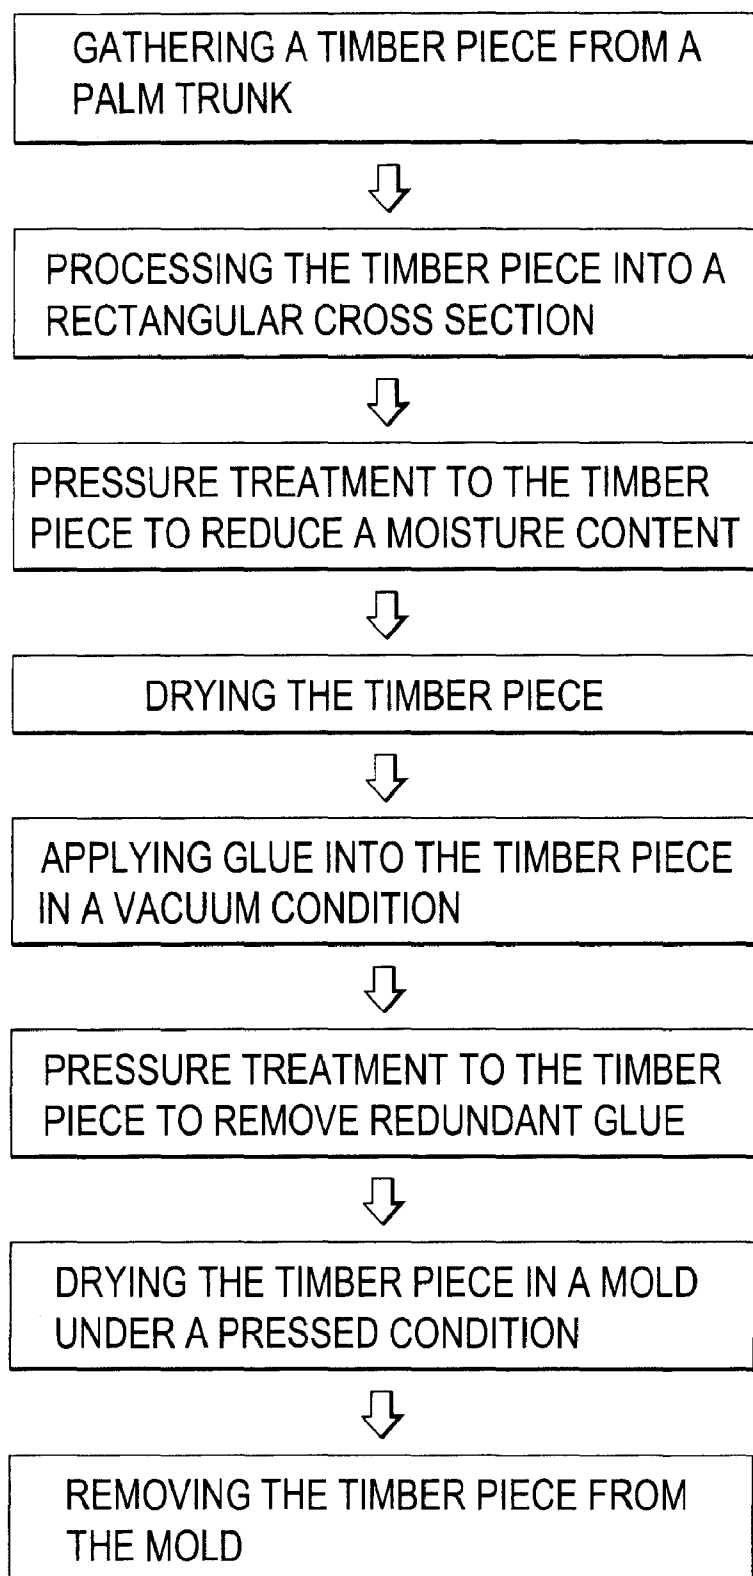 GATHERING A TIMBER PIECE FROM A
PALM TRUNK
PROCESSING THE TIMBER PIECE INTO A
RECTANGULAR CROSS SECTION
PRESSURE TREATMENT TO THE TIMBER
PIECE TO REDUCE A MOISTURE CONTENT
DRYING THE TIMBER PIECE
APPLYING GLUE INTO THE TIMBER PIECE
IN A VACUUM CONDITION
PRESSURE TREATMENT TO THE TIMBER
PIECE TO REMOVE REDUNDANT GLUE
DRYING THE TIMBER PIECE IN A MOLD
UNDER A PRESSED CONDITION
REMOVING THE TIMBER PIECE FROM
THE MOLD